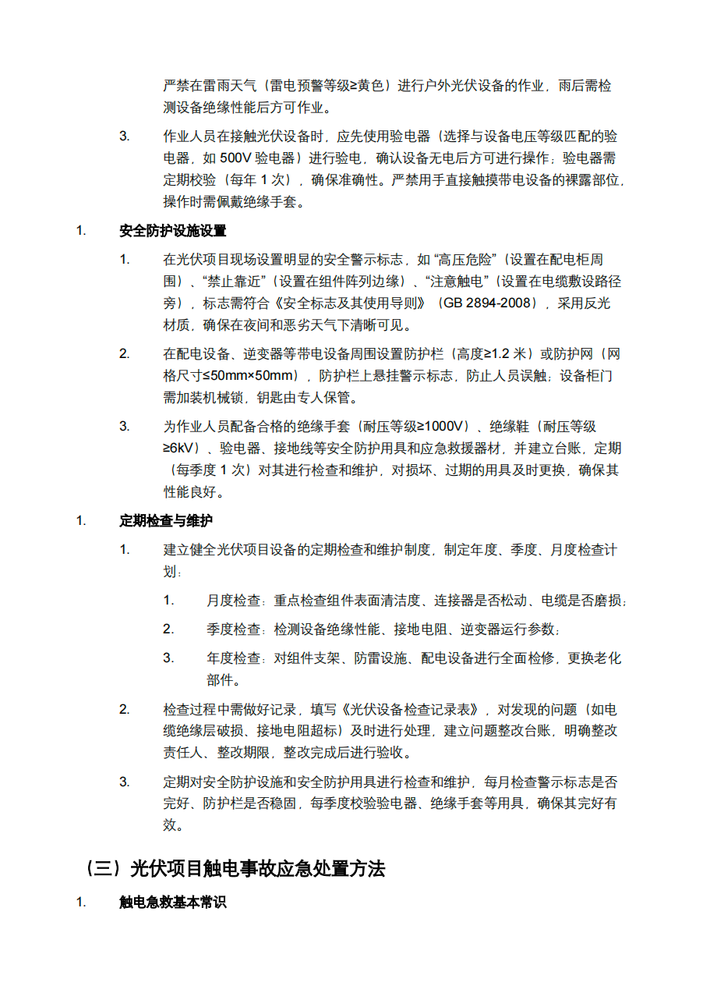 严禁在雷雨天气（雷电预警等级≥黄色）进行户外光伏设备的作业，雨后需检
测设备绝缘性能后方可作业。
3. 作业人员在接触光伏设备时，应先使用验电器（选择与设备电压等级匹配的验
电器，如 500V 验电器）进行验电，确认设备无电后方可进行操作；验电器需
定期校验（每年 1 次），确保准确性。严禁用手直接触摸带电设备的裸露部位，
操作时需佩戴绝缘手套。
1. 安全防护设施设置
1. 在光伏项目现场设置明显的安全警示标志，如 “高压危险”（设置在配电柜周
围）、“禁止靠近”（设置在组件阵列边缘）、“注意触电”（设置在电缆敷设路径
旁），标志需符合《安全标志及其使用导则》（GB 2894-2008），采用反光
材质，确保在夜间和恶劣天气下清晰可见。
2. 在配电设备、逆变器等带电设备周围设置防护栏（高度≥1.2 米）或防护网（网
格尺寸≤50mm×50mm），防护栏上悬挂警示标志，防止人员误触；设备柜门
需加装机械锁，钥匙由专人保管。
3. 为作业人员配备合格的绝缘手套（耐压等级≥1000V）、绝缘鞋（耐压等级
≥6kV）、验电器、接地线等安全防护用具和应急救援器材，并建立台账，定期
（每季度 1 次）对其进行检查和维护，对损坏、过期的用具及时更换，确保其
性能良好。
1. 定期检查与维护
1. 建立健全光伏项目设备的定期检查和维护制度，制定年度、季度、月度检查计
划：
1. 月度检查：重点检查组件表面清洁度、连接器是否松动、电缆是否磨损；
2. 季度检查：检测设备绝缘性能、接地电阻、逆变器运行参数；
3. 年度检查：对组件支架、防雷设施、配电设备进行全面检修，更换老化
部件。
2. 检查过程中需做好记录，填写《光伏设备检查记录表》，对发现的问题（如电
缆绝缘层破损、接地电阻超标）及时进行处理，建立问题整改台账，明确整改
责任人、整改期限，整改完成后进行验收。
3. 定期对安全防护设施和安全防护用具进行检查和维护，每月检查警示标志是否
完好、防护栏是否稳固，每季度校验验电器、绝缘手套等用具，确保其完好有
效。
（三）光伏项目触电事故应急处置方法
1. 触电急救基本常识